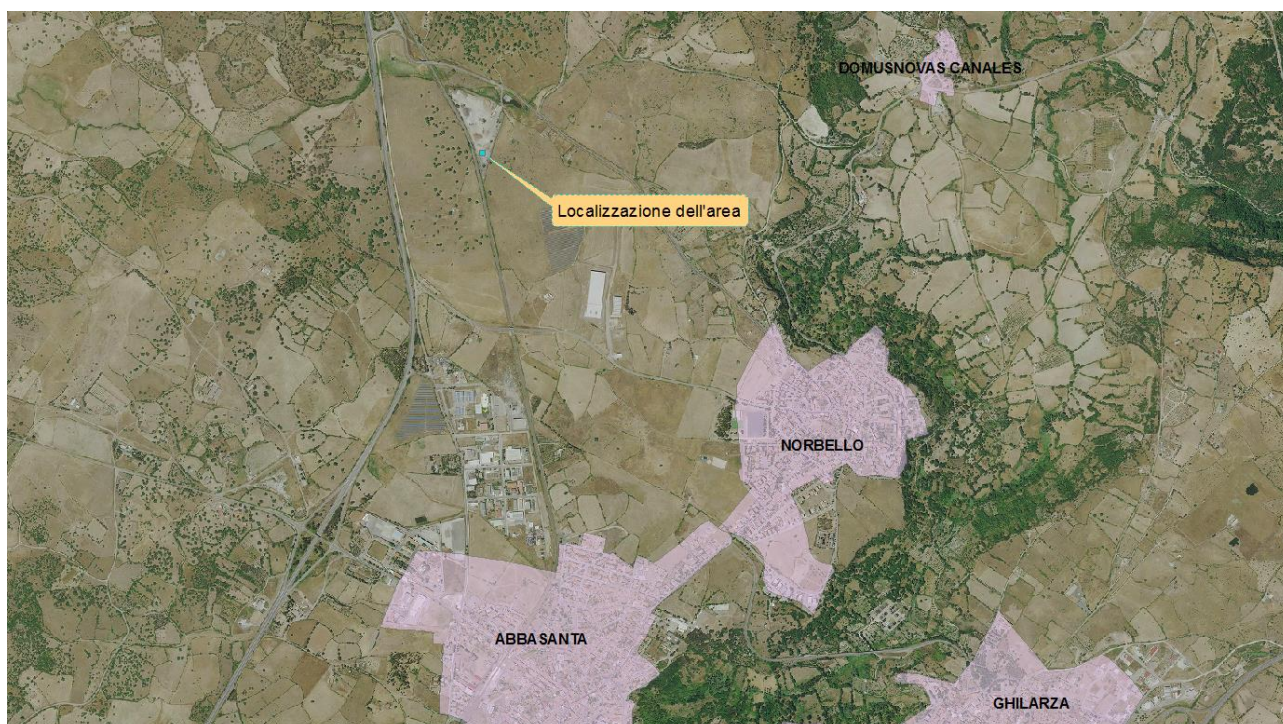 DOMUSNOVAS CANALES
Localizzazione dell'area
NORBELLO
ABBASANTA
GHILARZA